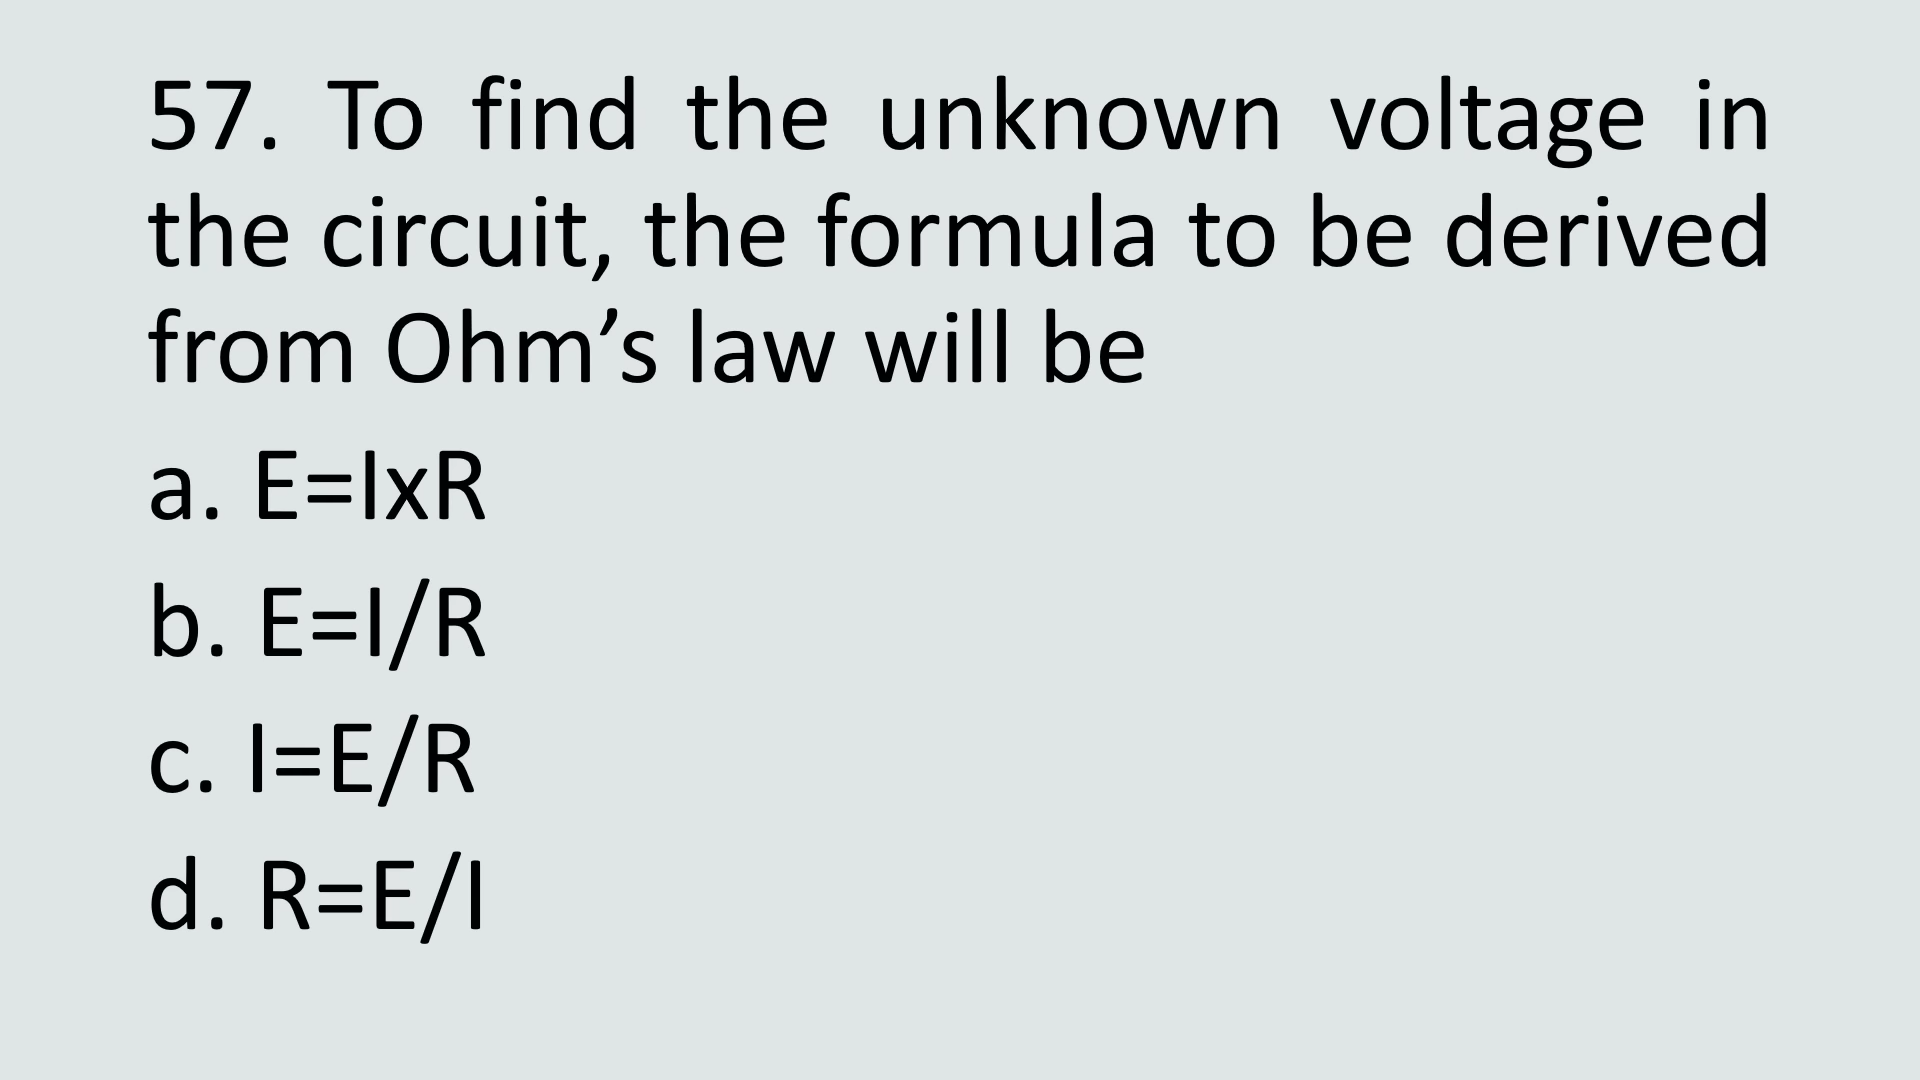 57. To find the unknown voltage in
the circuit, the formula to be derived
from Ohm’s law will be
a. E=IxR
b. E=I/R
c. I=E/R
d. R=E/I